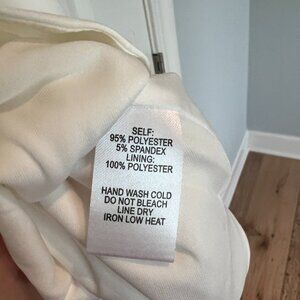 SELF:
95% POLYESTER
5% SPANDEX
LINING:
100% POLYESTER
HAND WASH COLD
DO NOT BLEACH
LINE DRY
IRON LOW HEAT